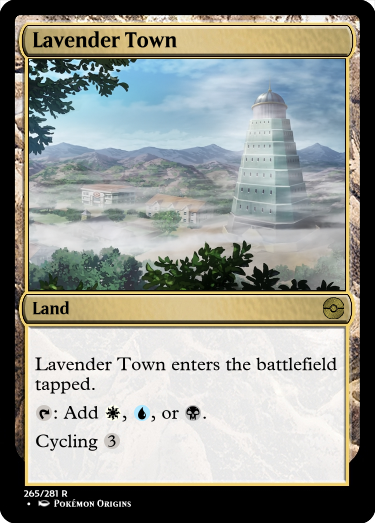 Lavender Town
Land
Lavender Town enters the battlefield
tapped.
: Add , , or .
Cycling 3
265/281 R
• Pokémon Origins